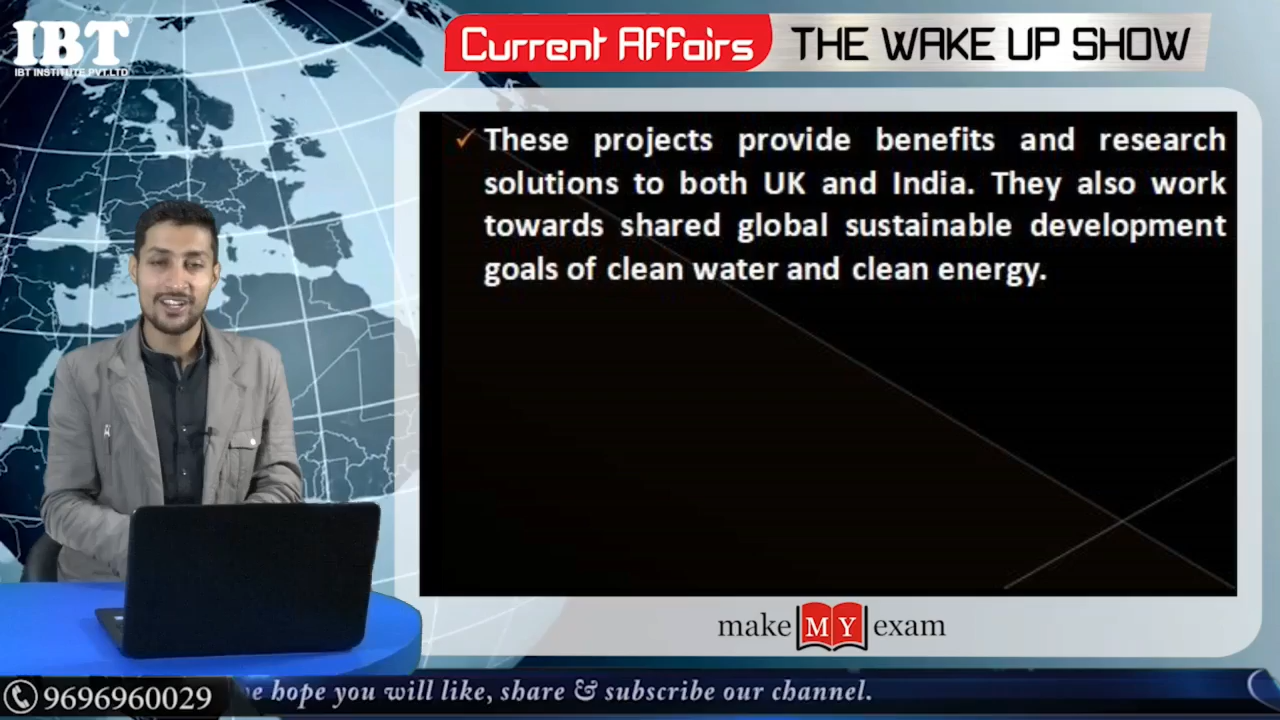 IBT
IBT INSTITUTE PVT.LTD
Current Affairs THE WAKE UP SHOW
These projects provide benefits and research
solutions to both UK and India. They also work
towards shared global sustainable development
goals of clean water and clean energy.
make MY exam
9696960029
hope you will like, share & subscribe our channel.